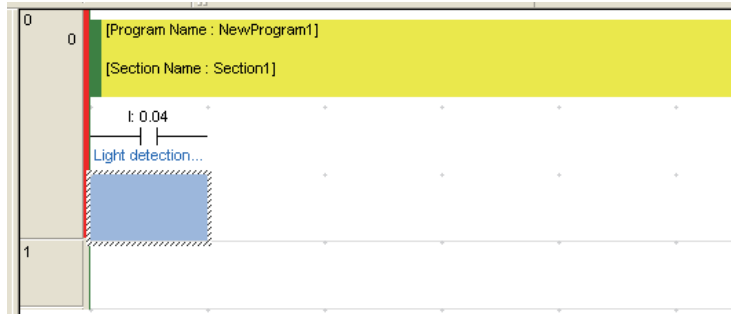 0
0
[Program Name : NewProgram1]
[Section Name : Section1]
I: 0.04
Light detection...
1